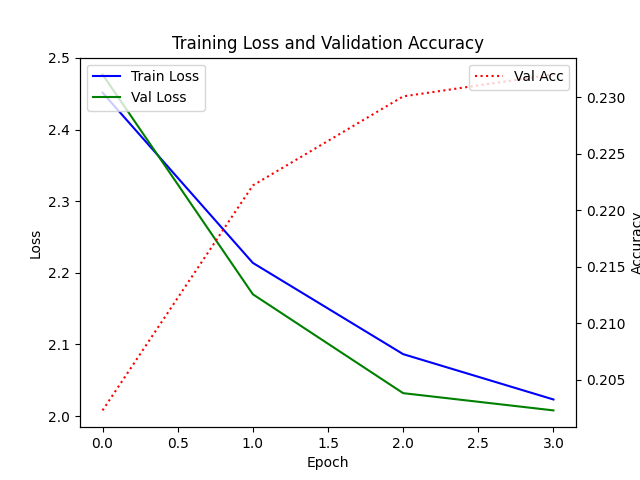 Training Loss and Validation Accuracy
Train Loss
Val Loss
Val Acc
2.5
2.4
2.3
2.2
2.1
2.0
Loss
0.230
0.225
0.220
0.215
0.210
0.205
Accuracy
0.0 0.5 1.0 1.5 2.0 2.5 3.0
Epoch